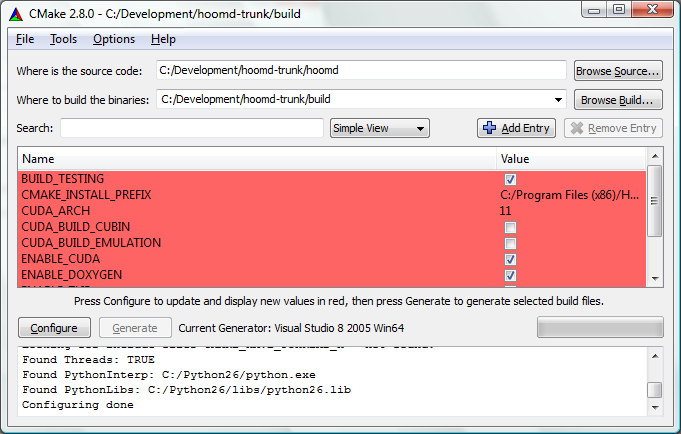 CMake 2.8.0 - C:/Development/hoomd-trunk/build
File Tools Options Help
Where is the source code: C:/Development/hoomd-trunk/hoomd Browse Source...
Where to build the binaries: C:/Development/hoomd-trunk/build Browse Build...
Search: Simple View Add Entry Remove Entry
Name Value
BUILD_TESTING
CMAKE_INSTALL_PREFIX C:/Program Files (x86)/H...
CUDA_ARCH 11
CUDA_BUILD_CUBIN
CUDA_BUILD_EMULATION
ENABLE_CUDA
ENABLE_DOXYGEN
Press Configure to update and display new values in red, then press Generate to generate selected build files.
Configure Generate Current Generator: Visual Studio 8 2005 Win64
Found Threads: TRUE
Found PythonInterp: C:/Python26/python.exe
Found PythonLibs: C:/Python26/libs/python26.lib
Configuring done